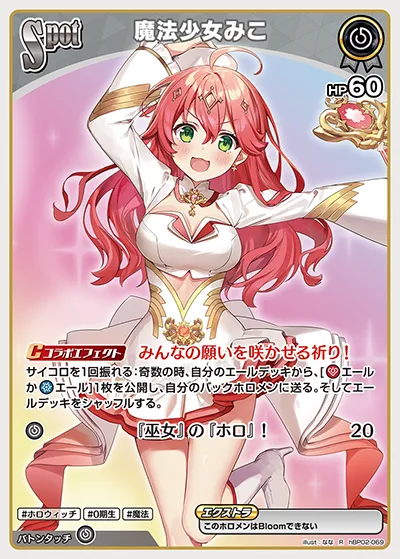 Spot
魔法少女みこ
HP60
コラボエフェクト みんなの願いを咲かせる祈り！
サイコロを1回振れる：奇数の時、自分のエールデッキから、[エール
かエール]1枚を公開し、自分のバックホロメンに送る。そしてエー
ルデッキをシャッフルする。
『巫女』の『ホロ』！ 20
#ホロウィッチ #0期生 #魔法
エクストラ
このホロメンはBloomできない
バトンタッチ
illust：なな R hBP02-069